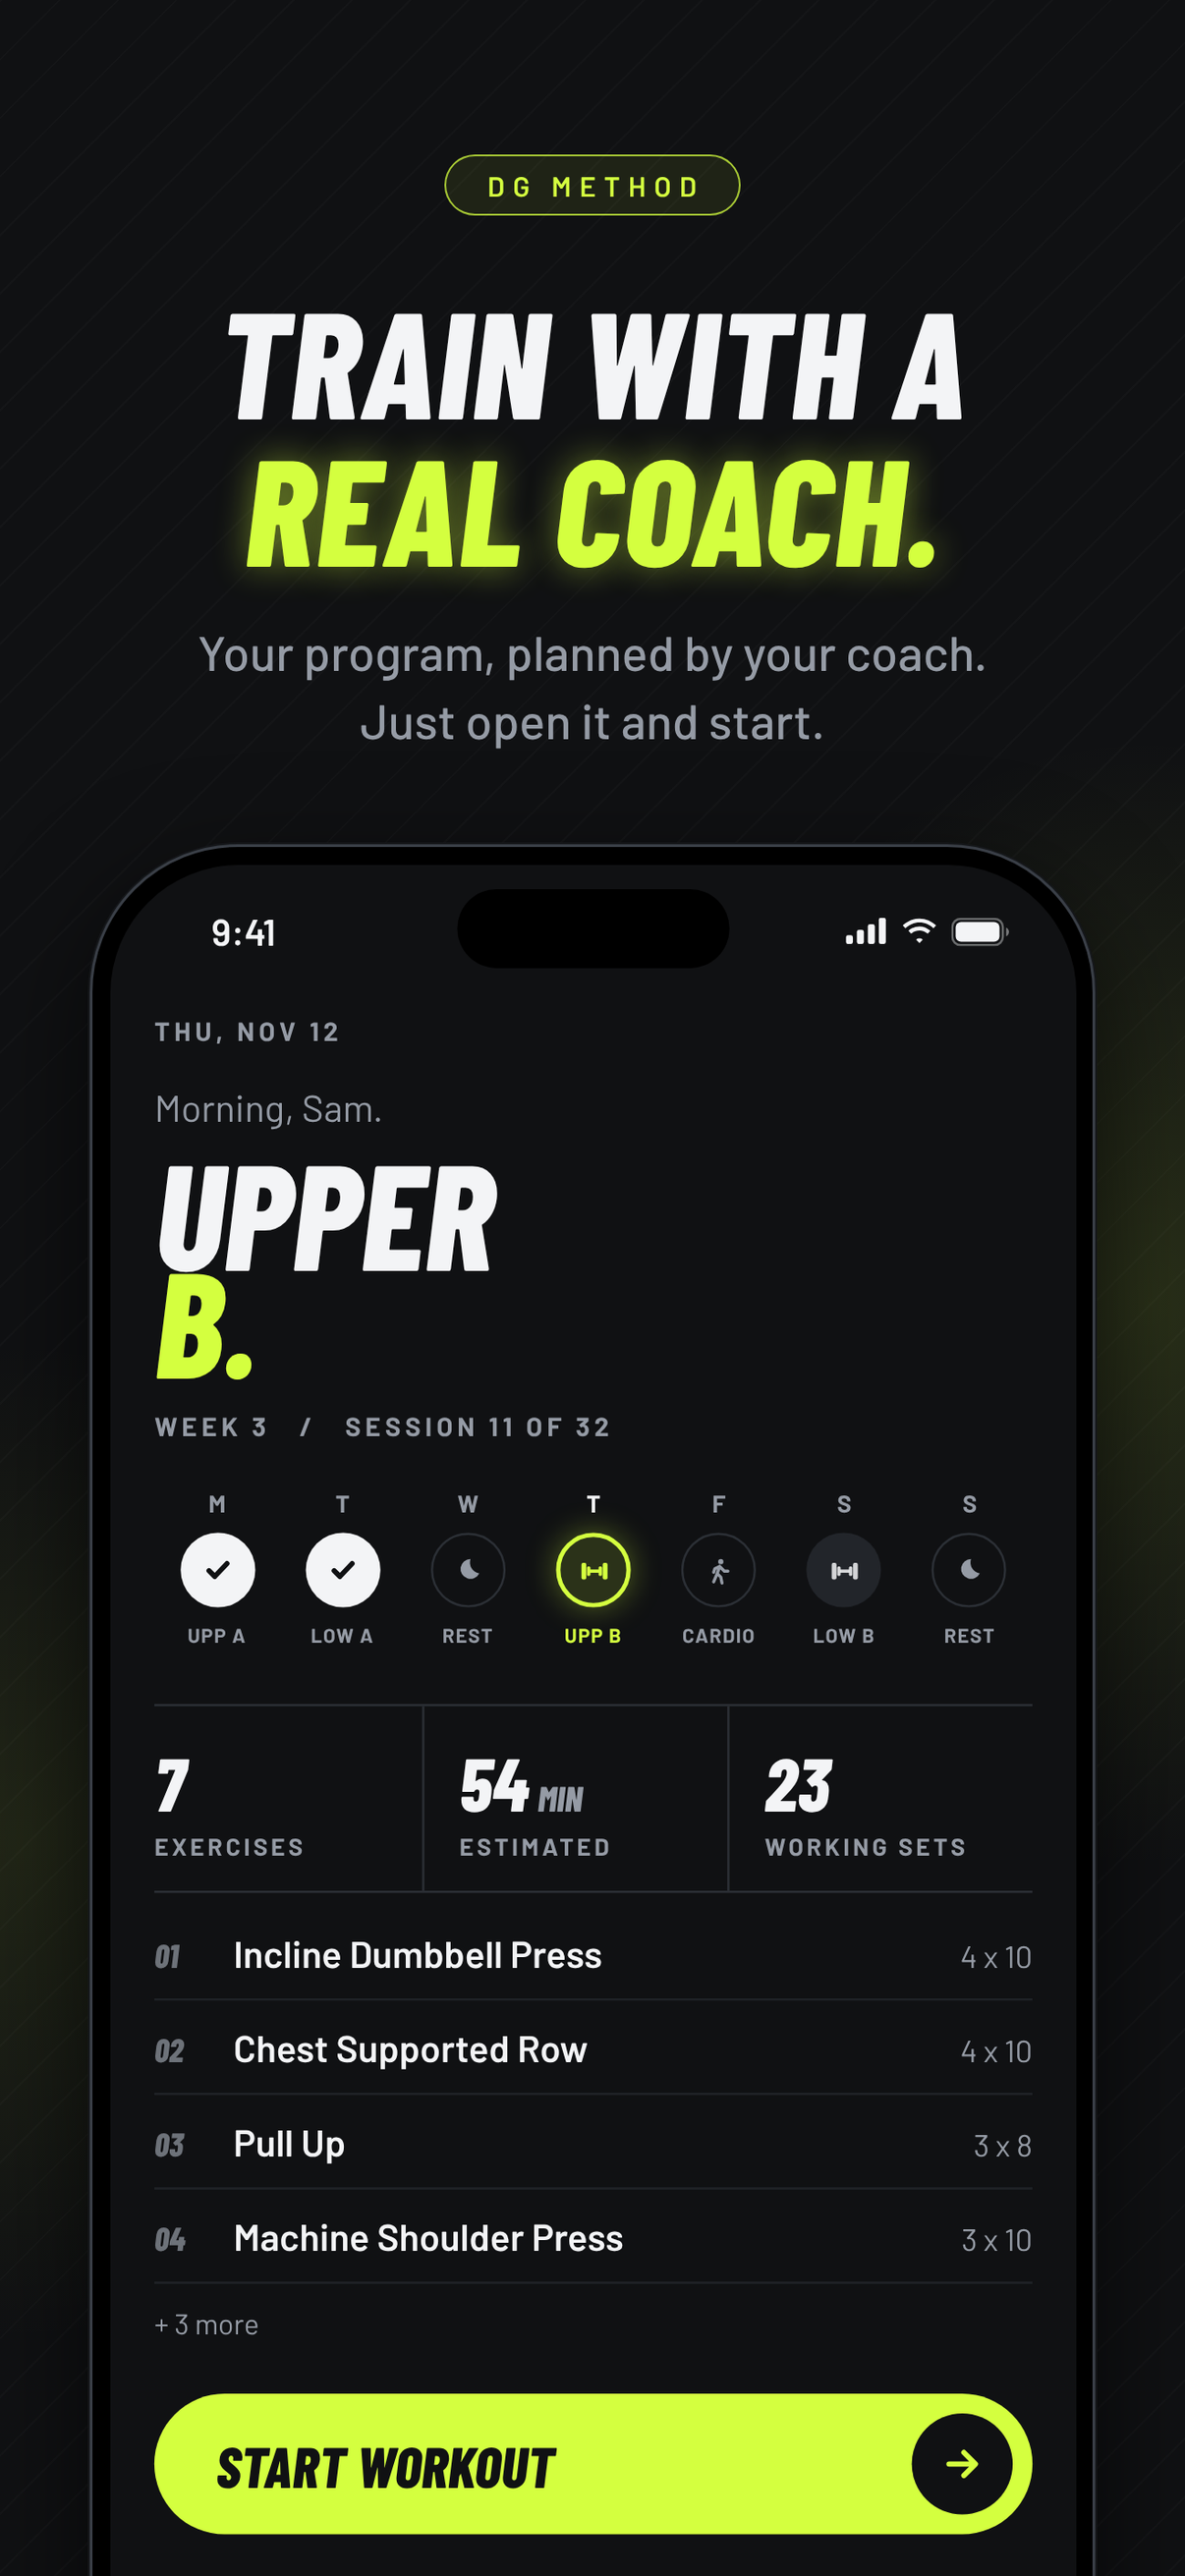 DG METHOD
TRAIN WITH A
REAL COACH.
Your program, planned by your coach.
Just open it and start.
9:41
THU, NOV 12
Morning, Sam.
UPPER
B.
WEEK 3 / SESSION 11 OF 32
M T W T F S S
UPP A LOW A REST UPP B CARDIO LOW B REST
7 54 MIN 23
EXERCISES ESTIMATED WORKING SETS
01 Incline Dumbbell Press 4 x 10
02 Chest Supported Row 4 x 10
03 Pull Up 3 x 8
04 Machine Shoulder Press 3 x 10
+ 3 more
START WORKOUT